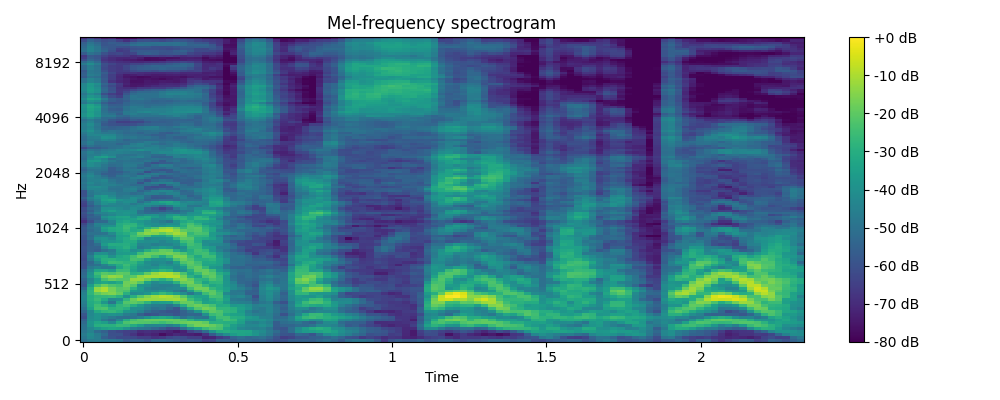 Mel-frequency spectrogram
Hz
8192
4096
2048
1024
512
0
0
0.5
1
1.5
2
Time
+0 dB
-10 dB
-20 dB
-30 dB
-40 dB
-50 dB
-60 dB
-70 dB
-80 dB